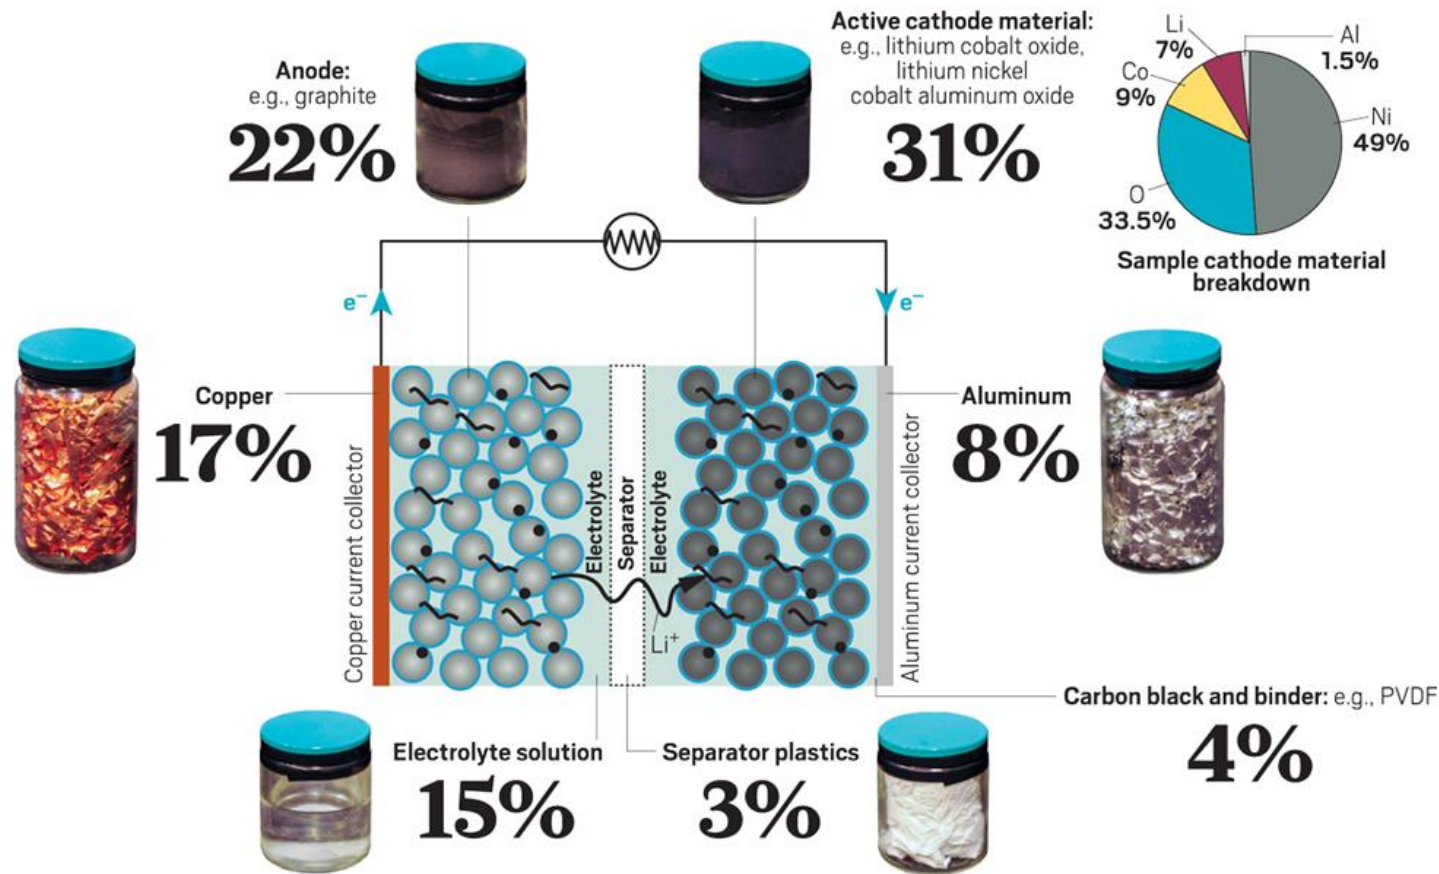 Anode:
e.g., graphite
22%
Active cathode material:
e.g., lithium cobalt oxide,
lithium nickel
cobalt aluminum oxide
31%
Li
7%
Al
1.5%
Co
9%
Ni
49%
O
33.5%
Sample cathode material
breakdown
e⁻
e⁻
Copper
17%
Copper current collector
Electrolyte
Separator
Electrolyte
Li⁺
Aluminum current collector
Aluminum
8%
Carbon black and binder: e.g., PVDF
4%
Electrolyte solution
15%
Separator plastics
3%